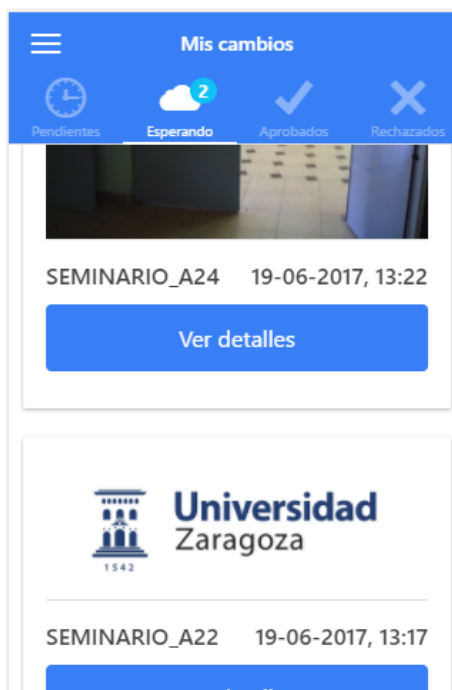 Mis cambios
2
Pendientes Esperando Aprobados Rechazados
SEMINARIO_A24 19-06-2017, 13:22
Ver detalles
Universidad
Zaragoza
1542
SEMINARIO_A22 19-06-2017, 13:17